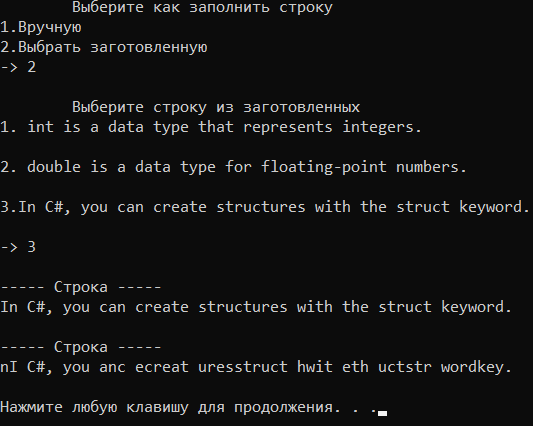 Выберите как заполнить строку
1.Вручную
2.Выбрать заготовленную
-> 2
Выберите строку из заготовленных
1. int is a data type that represents integers.
2. double is a data type for floating-point numbers.
3.In C#, you can create structures with the struct keyword.
-> 3
----- Строка -----
In C#, you can create structures with the struct keyword.
----- Строка -----
nI C#, you anc ecreat uresstruct hwit eth uctstr wordkey.
Нажмите любую клавишу для продолжения. . .